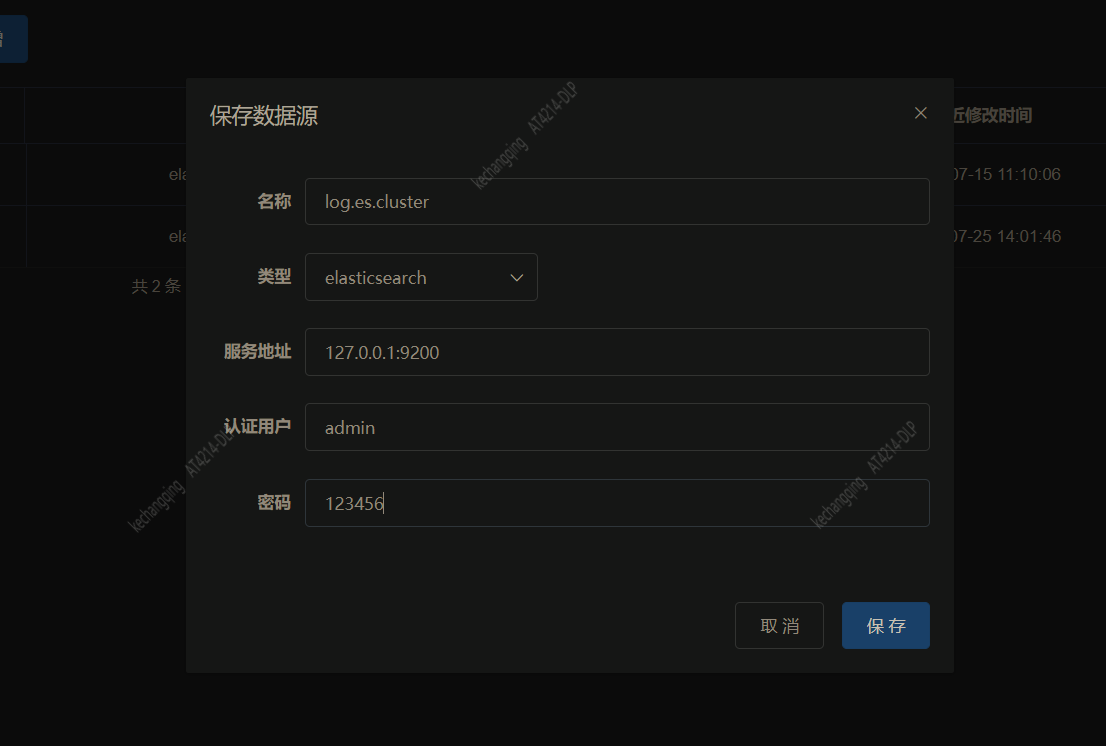 增
保存数据源
近修改时间
名称 log.es.cluster
ela
07-15 11:10:06
类型 elasticsearch
ela
07-25 14:01:46
共 2 条
服务地址 127.0.0.1:9200
认证用户 admin
密码 123456
取 消 保 存
kechangqing AT4214-DLP
kechangqing AT4214-DLP
kechangqing AT4214-DLP